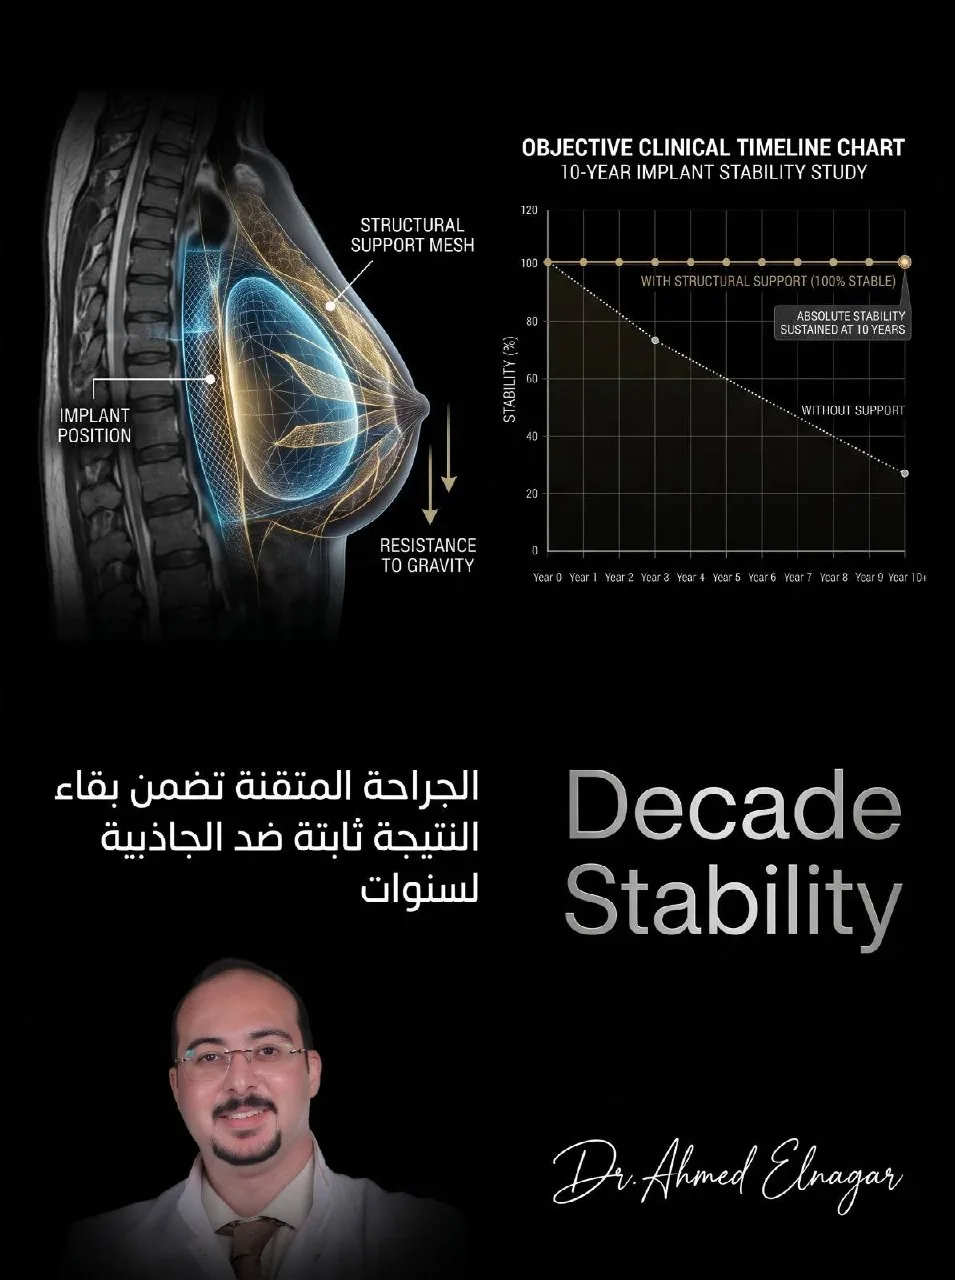 OBJECTIVE CLINICAL TIMELINE CHART
10-YEAR IMPLANT STABILITY STUDY
STRUCTURAL
SUPPORT MESH
IMPLANT
POSITION
RESISTANCE
TO GRAVITY
STABILITY (%)
120
100
80
60
40
20
0
WITH STRUCTURAL SUPPORT (100% STABLE)
ABSOLUTE STABILITY
SUSTAINED AT 10 YEARS
WITHOUT SUPPORT
Year 0 Year 1 Year 2 Year 3 Year 4 Year 5 Year 6 Year 7 Year 8 Year 9 Year 10+
الجراحة المتقنة تضمن بقاء
النتيجة ثابتة ضد الجاذبية
لسنوات
Decade
Stability
Dr. Ahmed Elnagar